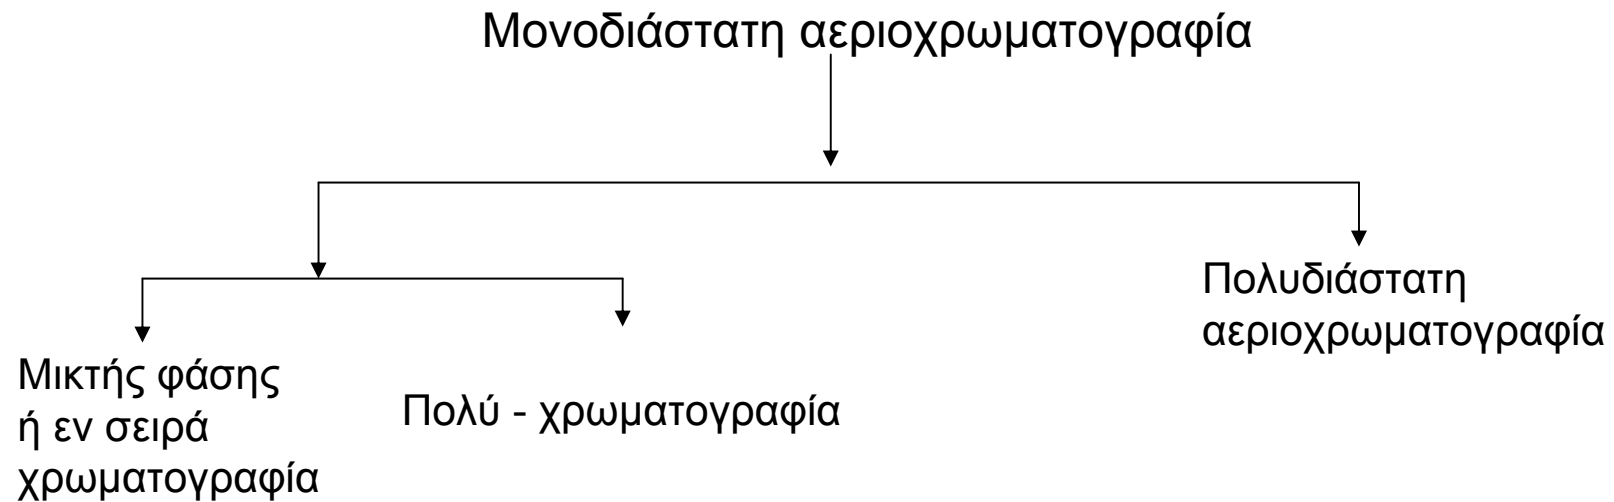 Μονοδιάστατη αεριοχρωματογραφία
Πολυδιάστατη
αεριοχρωματογραφία
Μικτής φάσης
ή εν σειρά
χρωματογραφία
Πολύ - χρωματογραφία